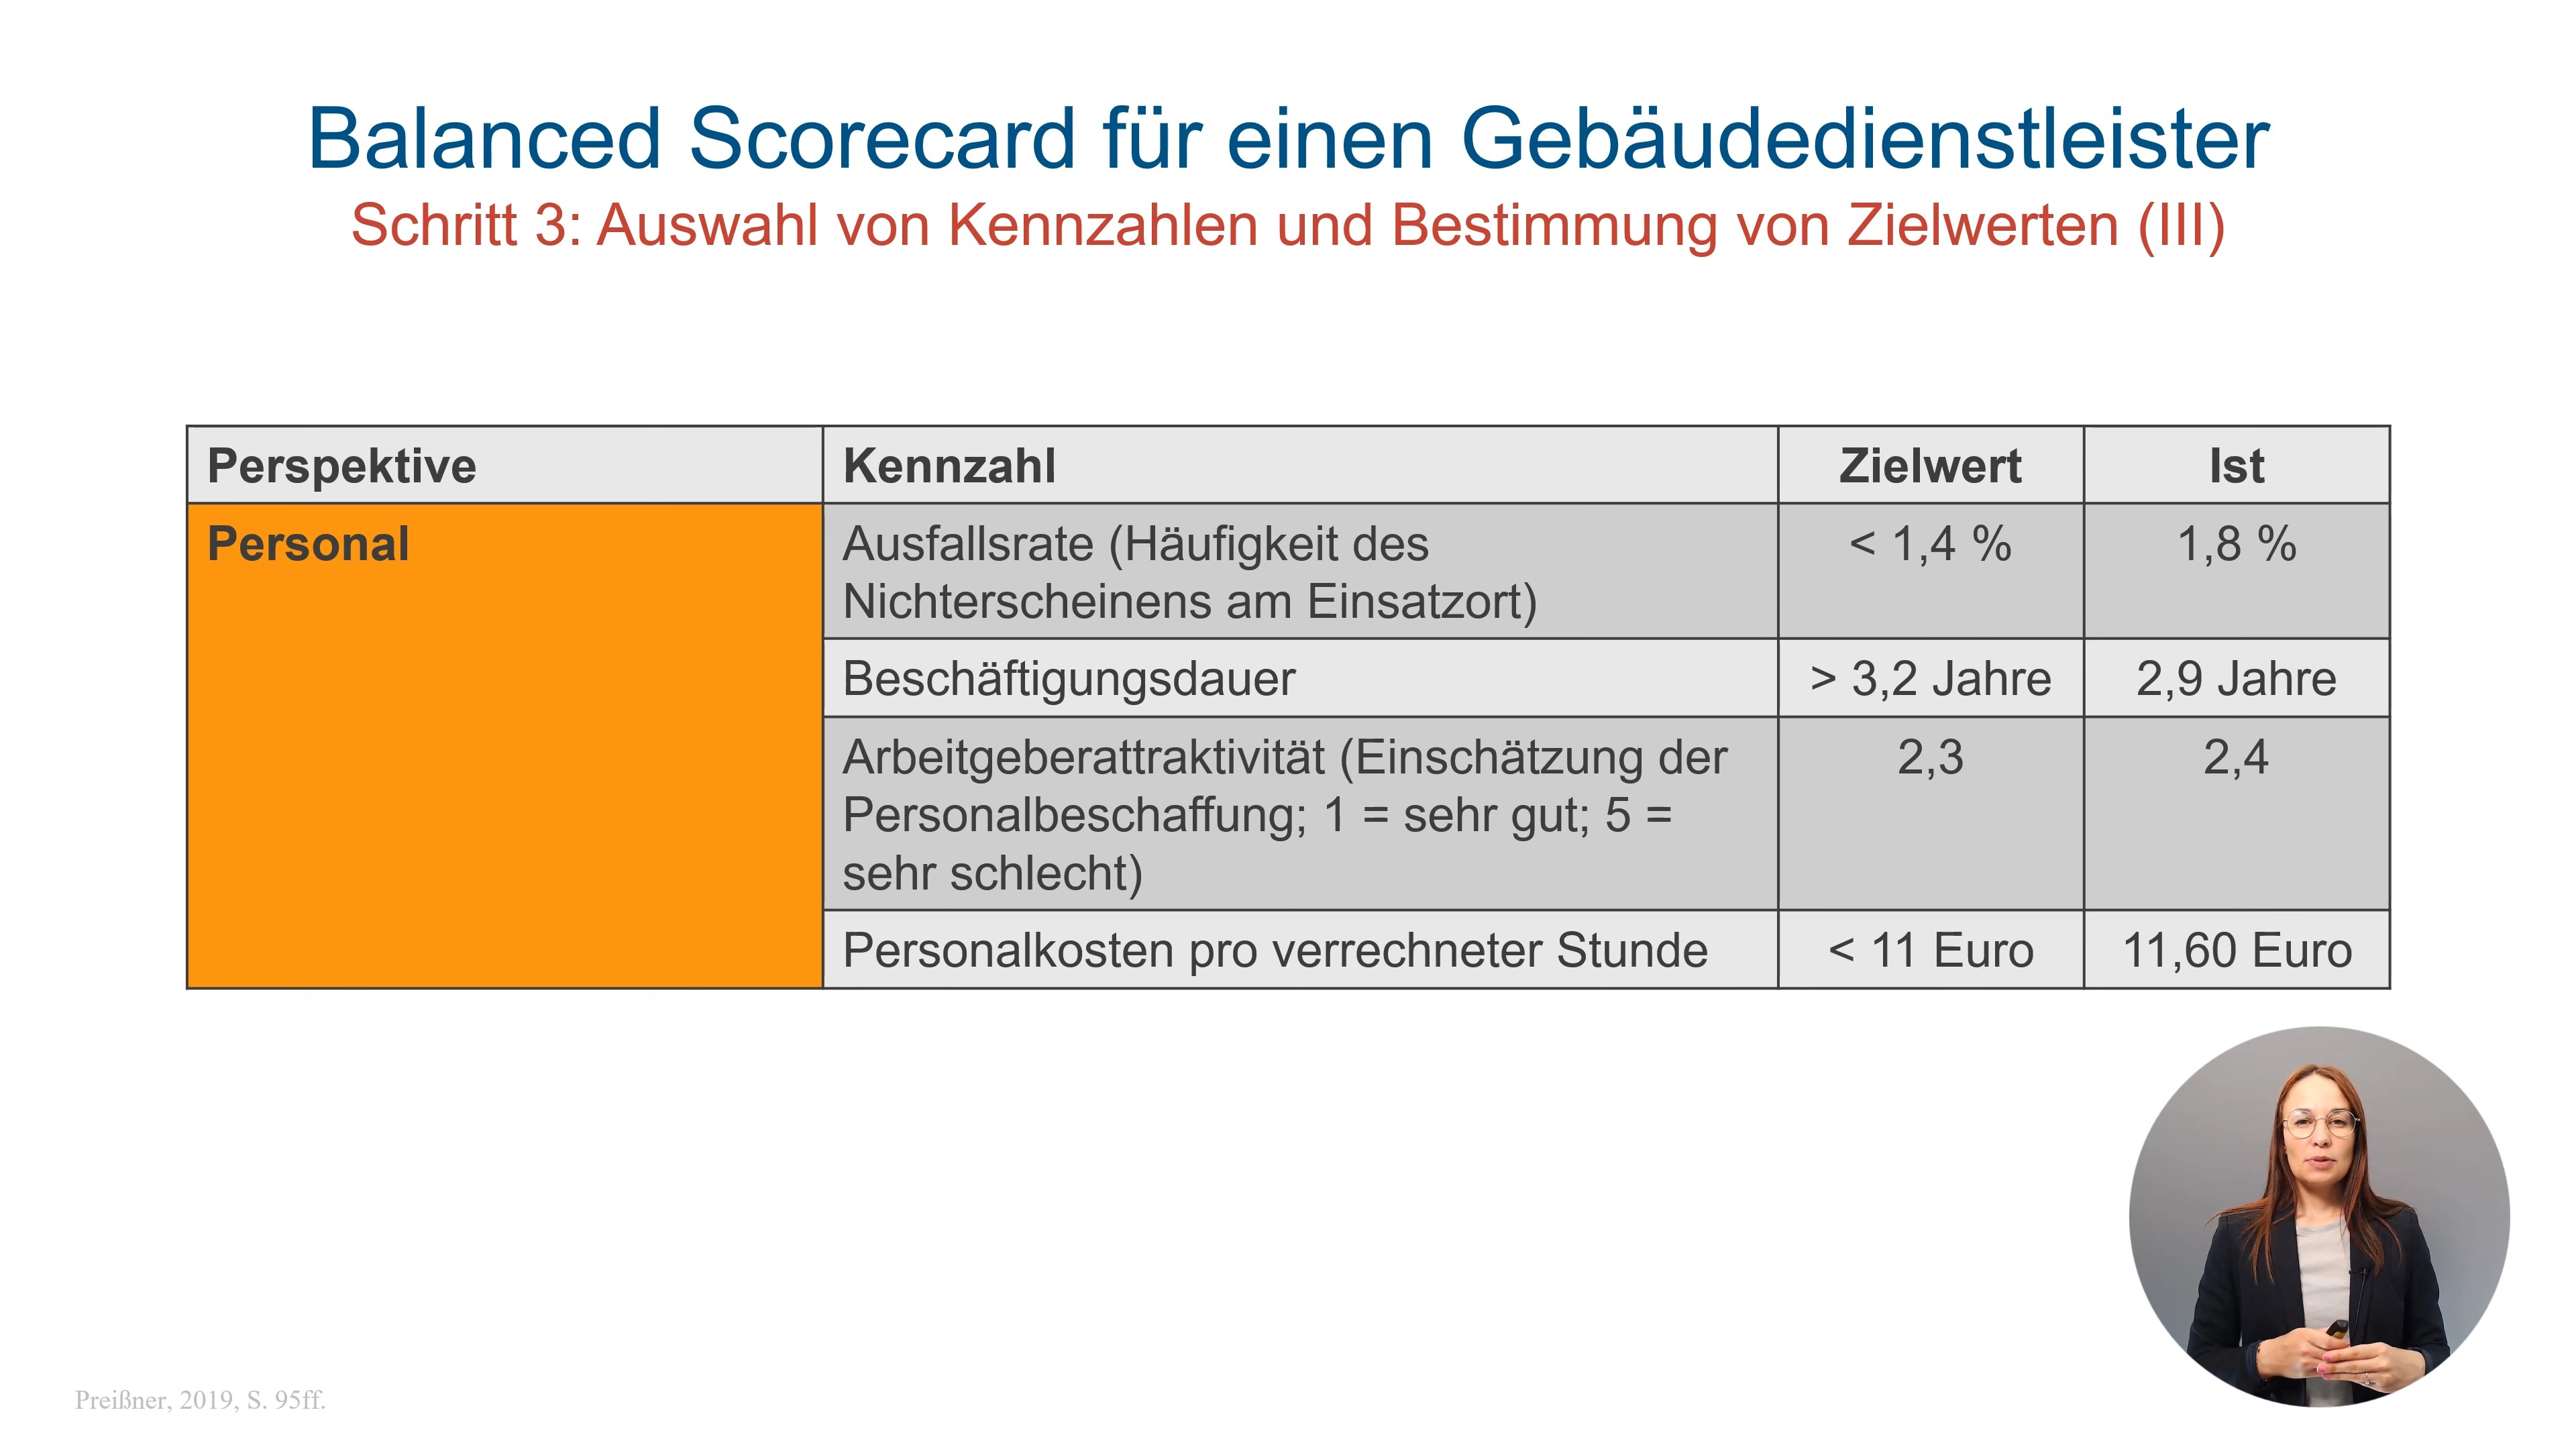 Balanced Scorecard für einen Gebäudedienstleister
Schritt 3: Auswahl von Kennzahlen und Bestimmung von Zielwerten (III)
Perspektive Kennzahl Zielwert Ist
Personal Ausfallsrate (Häufigkeit des < 1,4 % 1,8 %
Nichterscheinens am Einsatzort)
Beschäftigungsdauer > 3,2 Jahre 2,9 Jahre
Arbeitgeberattraktivität (Einschätzung der 2,3 2,4
Personalbeschaffung; 1 = sehr gut; 5 =
sehr schlecht)
Personalkosten pro verrechneter Stunde < 11 Euro 11,60 Euro
Preißner, 2019, S. 95ff.